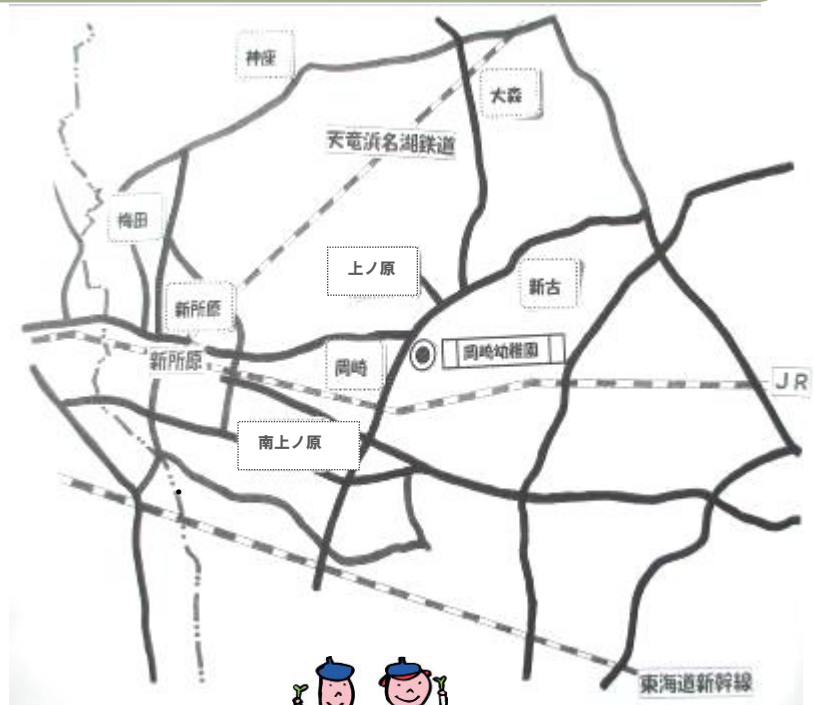 神座
大森
天竜浜名湖鉄道
梅田
上ノ原
新古
新所原
岡崎幼稚園
新所原
岡崎
JR
南上ノ原
東海道新幹線